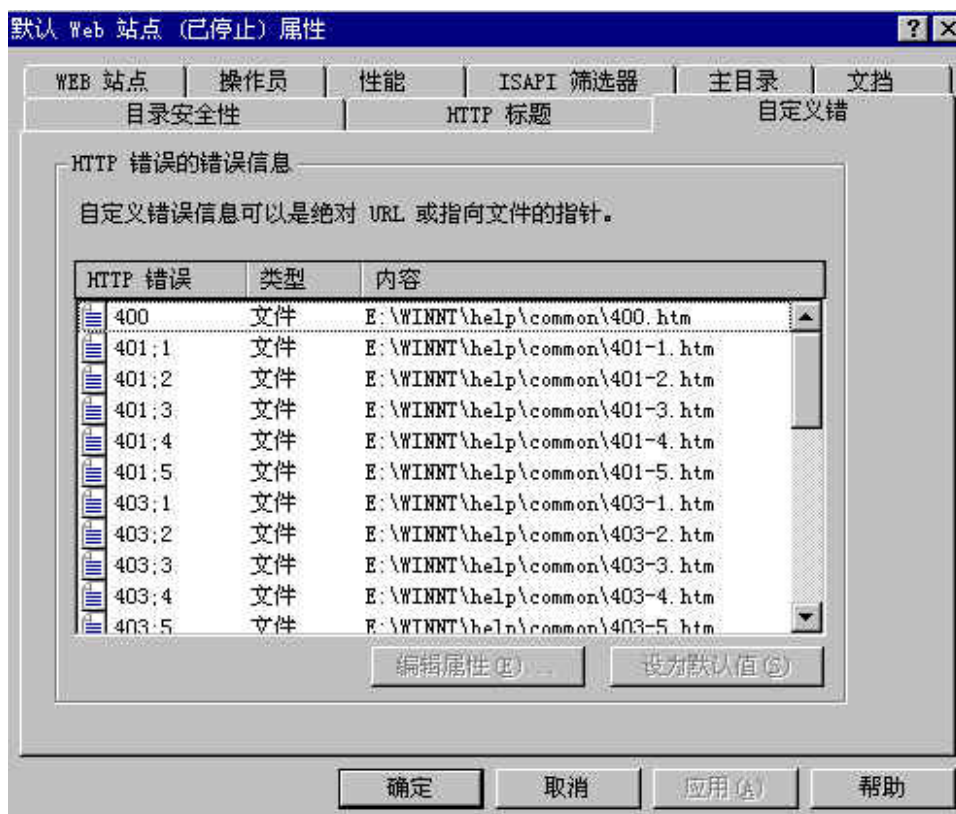 默认 Web 站点 (已停止) 属性
WEB 站点 操作员 性能 ISAPI 筛选器 主目录 文档
目录安全性 HTTP 标题 自定义错
HTTP 错误的错误信息
自定义错误信息可以是绝对 URL 或指向文件的指针。
HTTP 错误 类型 内容
400 文件 E:\WINNT\help\common\400.htm
401;1 文件 E:\WINNT\help\common\401-1.htm
401;2 文件 E:\WINNT\help\common\401-2.htm
401;3 文件 E:\WINNT\help\common\401-3.htm
401;4 文件 E:\WINNT\help\common\401-4.htm
401;5 文件 E:\WINNT\help\common\401-5.htm
403;1 文件 E:\WINNT\help\common\403-1.htm
403;2 文件 E:\WINNT\help\common\403-2.htm
403;3 文件 E:\WINNT\help\common\403-3.htm
403;4 文件 E:\WINNT\help\common\403-4.htm
403;5 文件 E:\WINNT\help\common\403-5.htm
编辑属性(E)... 设为默认值(S)
确定 取消 应用(A) 帮助